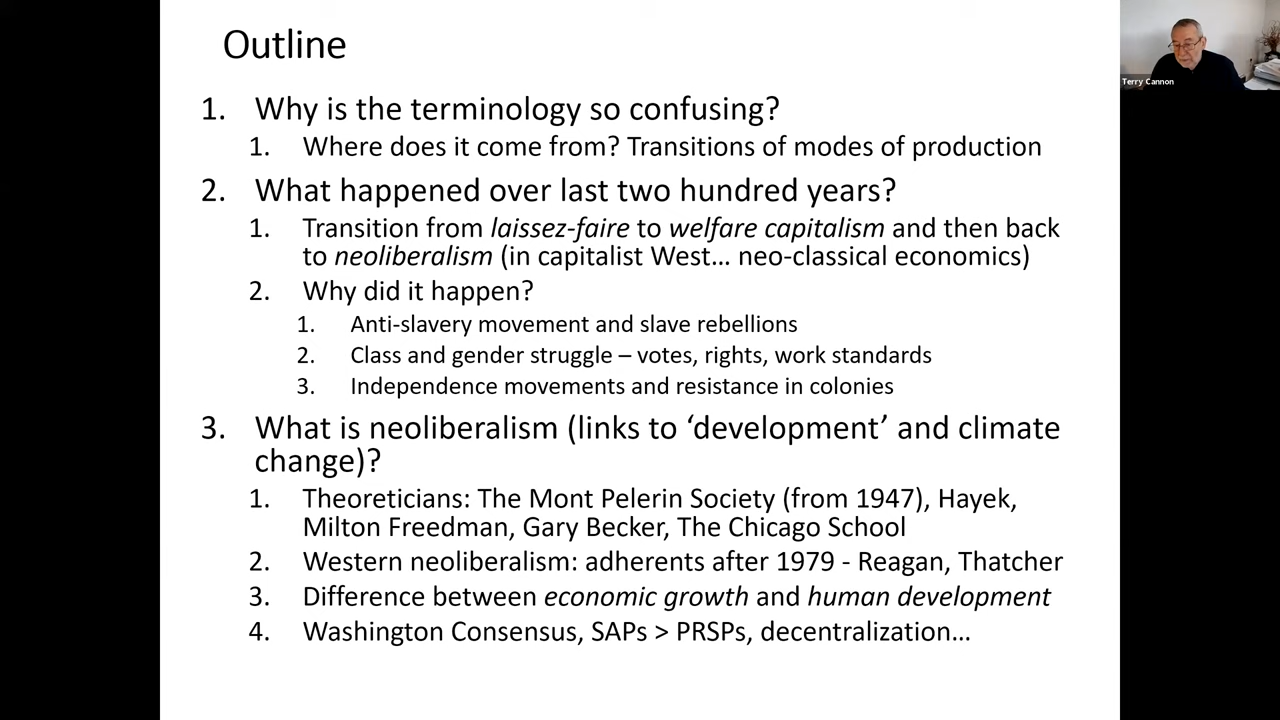 Outline
1. Why is the terminology so confusing?
1. Where does it come from? Transitions of modes of production
2. What happened over last two hundred years?
1. Transition from laissez-faire to welfare capitalism and then back
to neoliberalism (in capitalist West... neo-classical economics)
2. Why did it happen?
1. Anti-slavery movement and slave rebellions
2. Class and gender struggle – votes, rights, work standards
3. Independence movements and resistance in colonies
3. What is neoliberalism (links to ‘development’ and climate
change)?
1. Theoreticians: The Mont Pelerin Society (from 1947), Hayek,
Milton Freedman, Gary Becker, The Chicago School
2. Western neoliberalism: adherents after 1979 - Reagan, Thatcher
3. Difference between economic growth and human development
4. Washington Consensus, SAPs > PRSPs, decentralization…
Terry Cannon